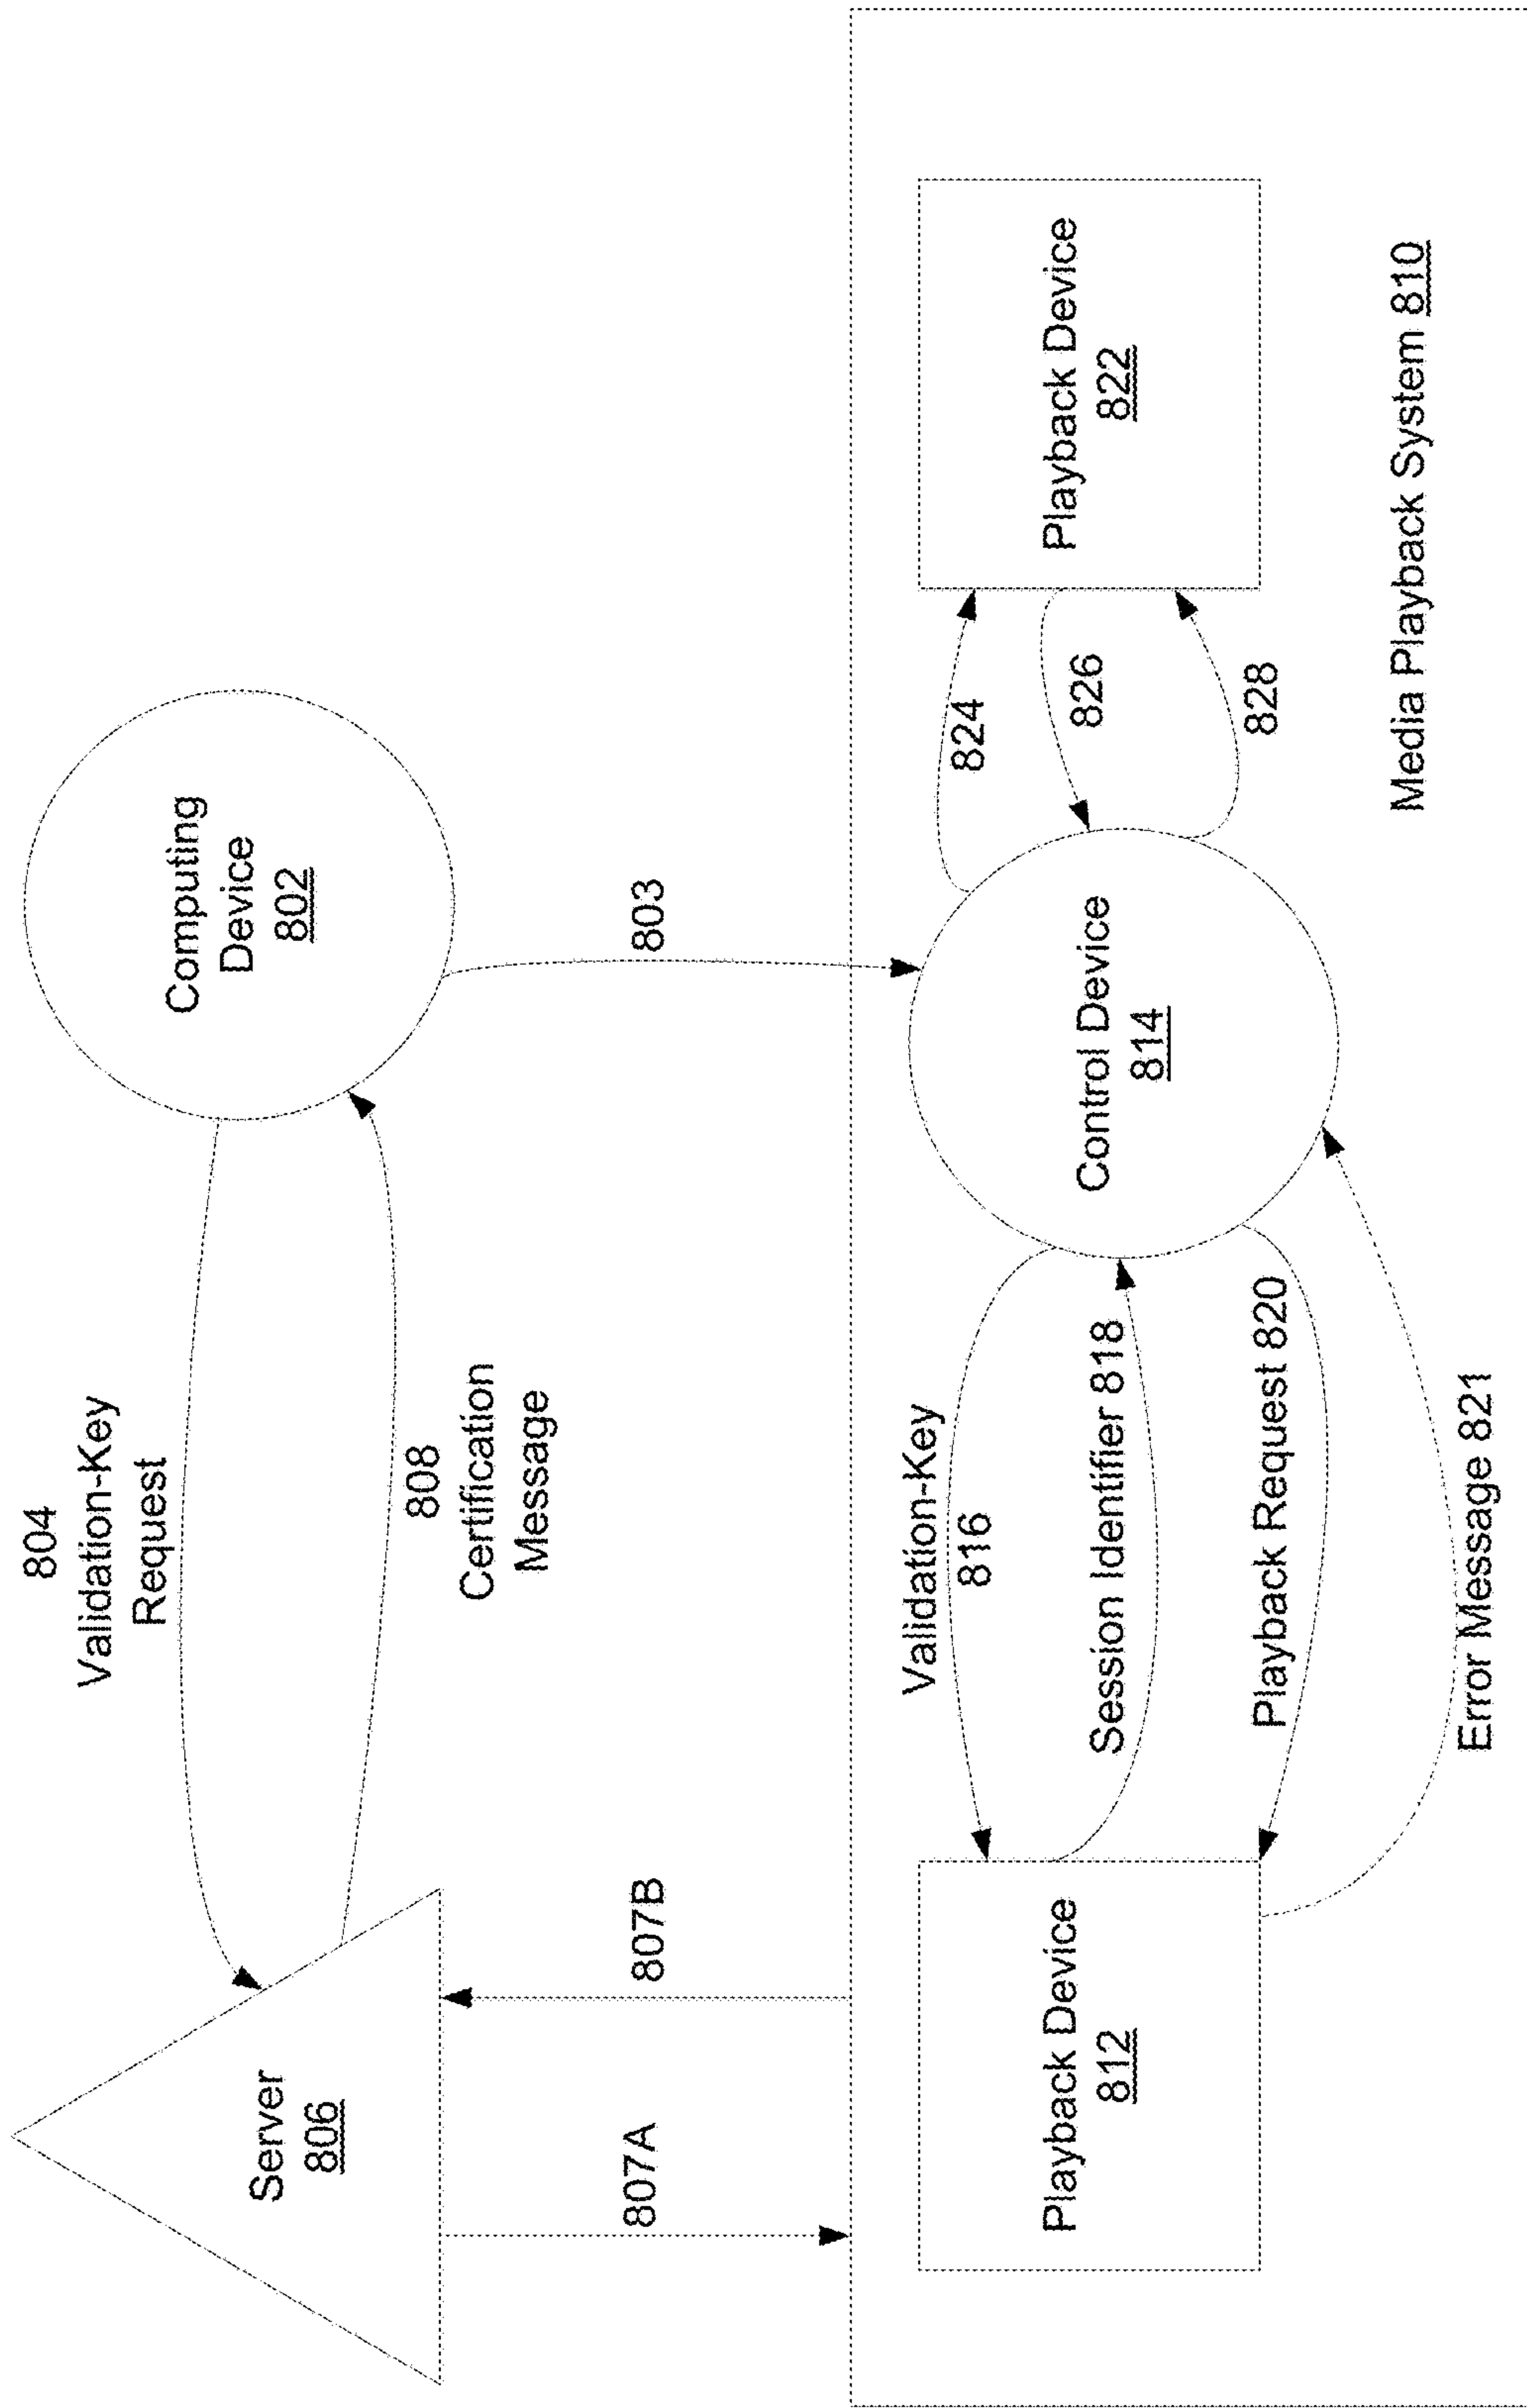 804
Validation-Key
Request
808
Certification
Message
Server
806
Computing
Device
802
807A
807B
803
Playback Device
812
Validation-Key
816
Session Identifier 818
Playback Request 820
Error Message 821
Control Device
814
824
826
828
Playback Device
822
Media Playback System 810